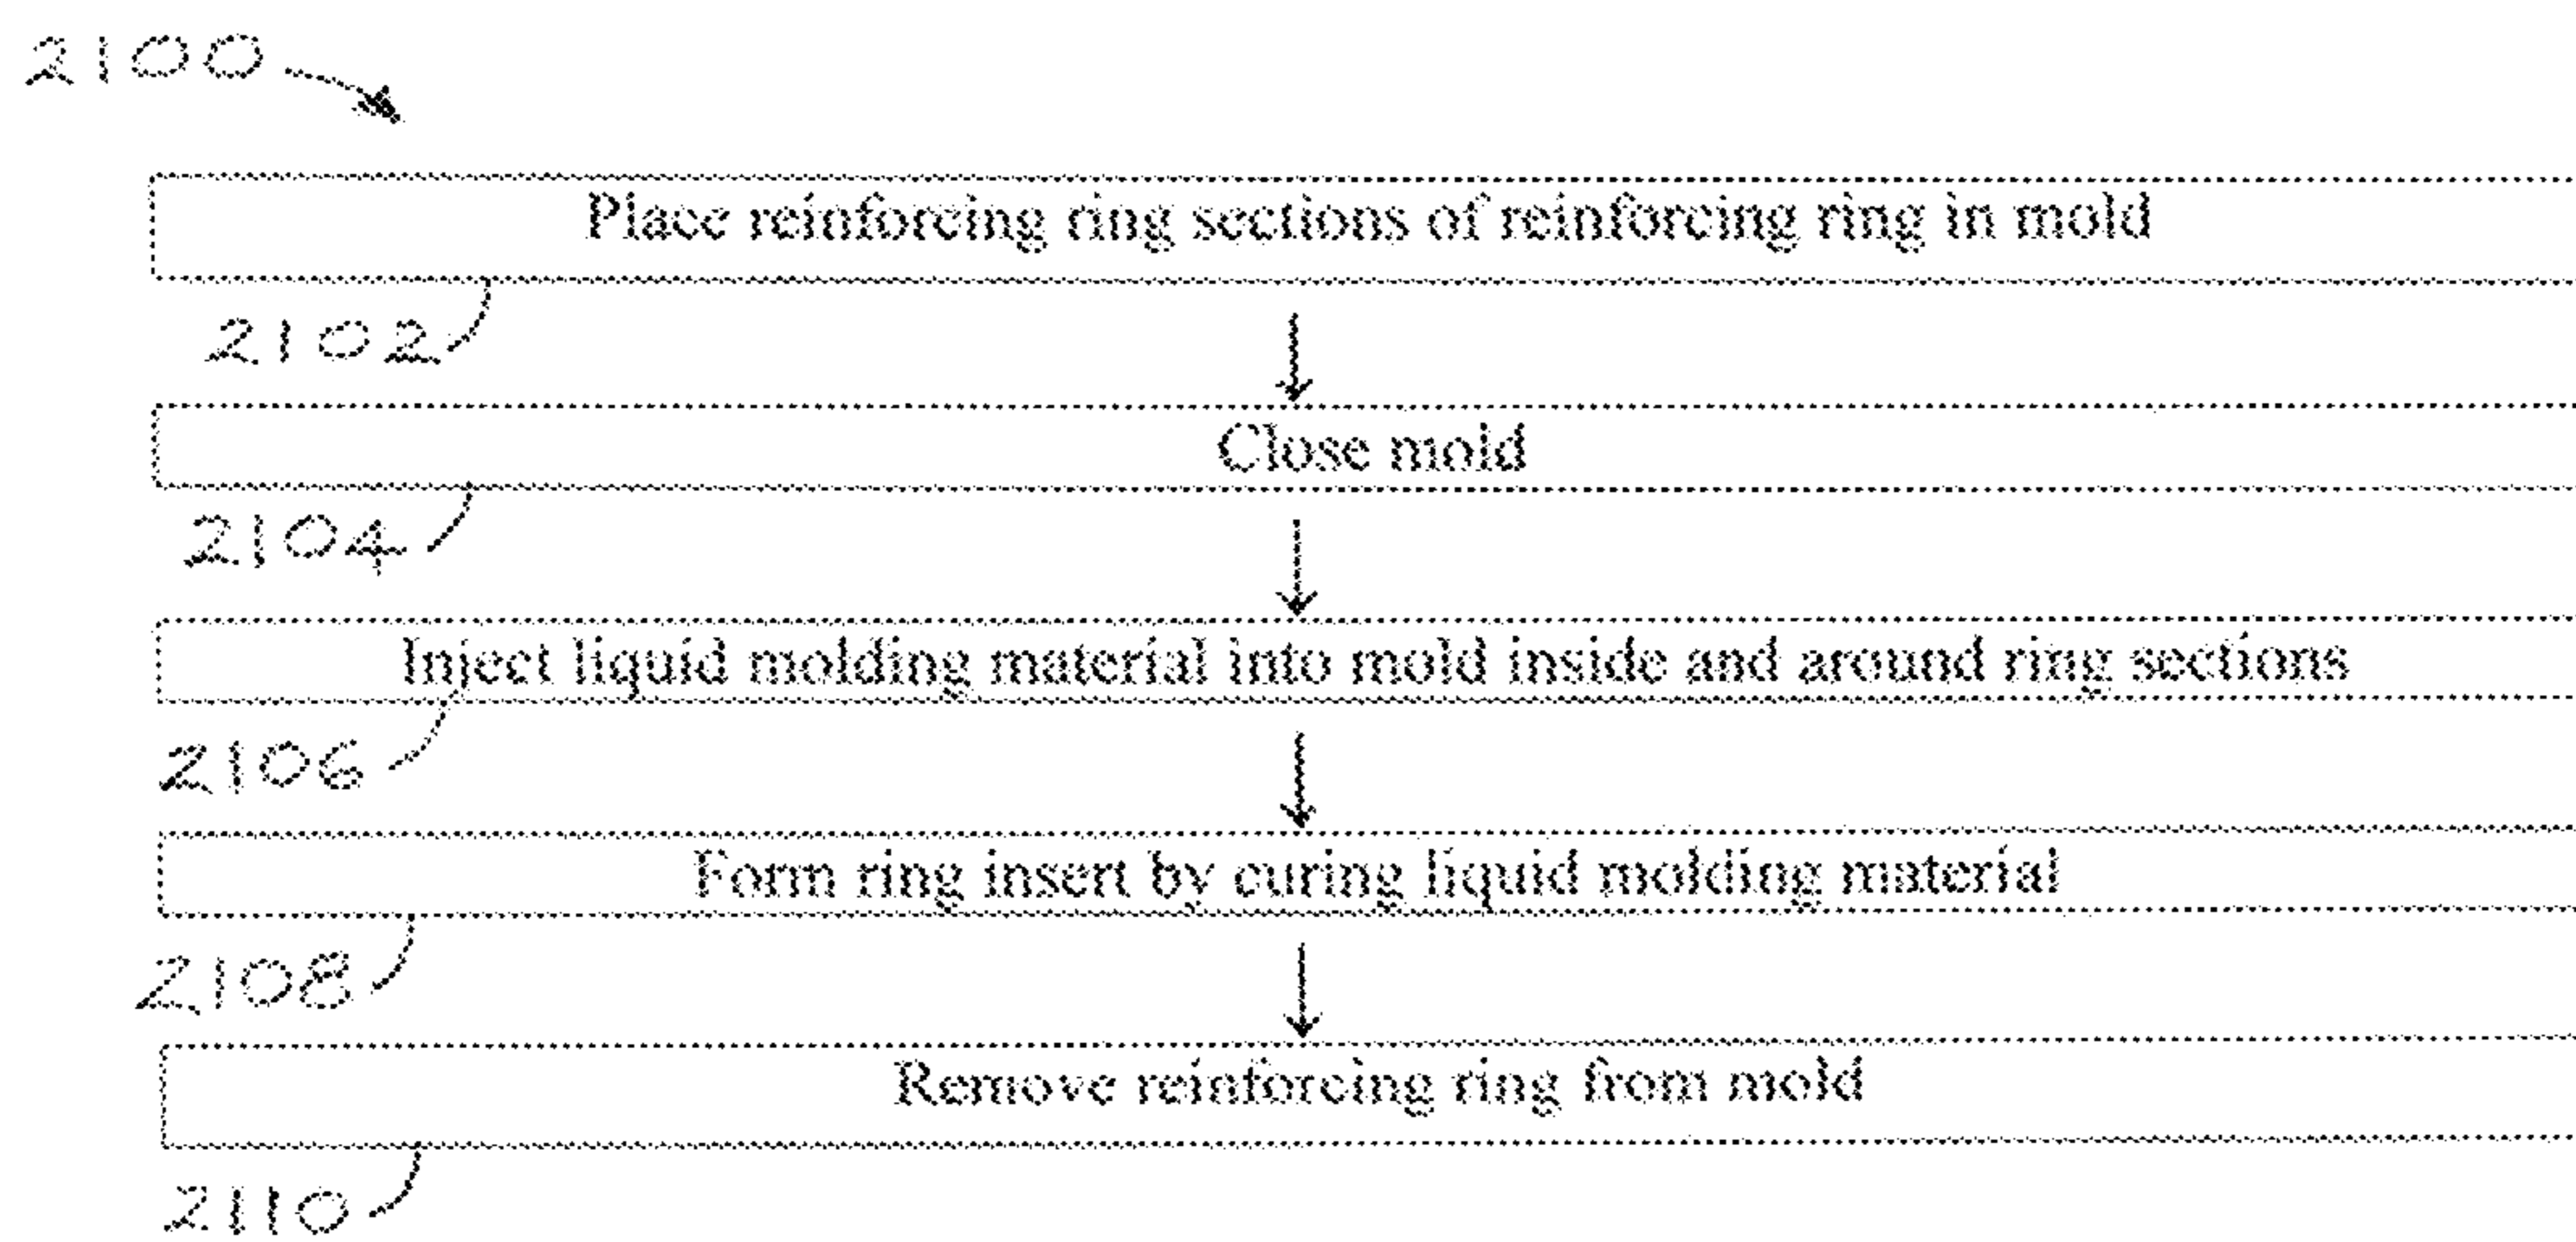 2100
Place reinforcing ring sections of reinforcing ring in mold
2102
Close mold
2104
Inject liquid molding material into mold inside and around ring sections
2106
Form ring insert by curing liquid molding material
2108
Remove reinforcing ring from mold
2110